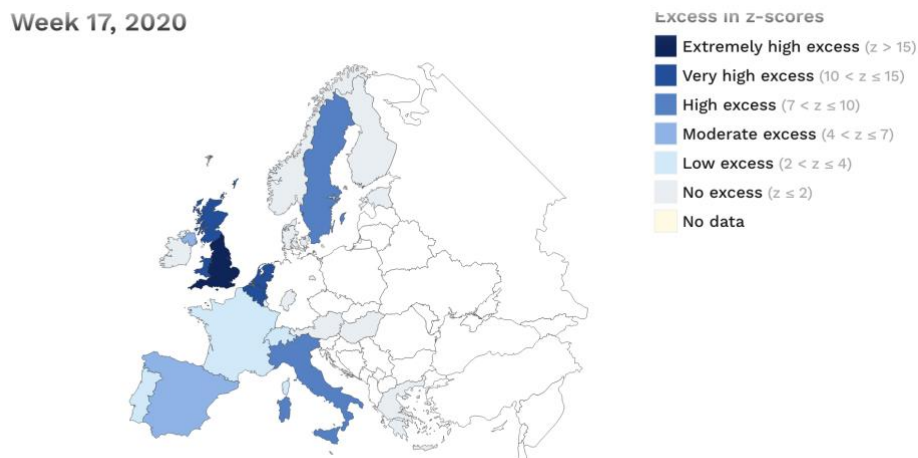 Week 17, 2020
Excess in z-scores
Extremely high excess (z > 15)
Very high excess (10 < z ≤ 15)
High excess (7 < z ≤ 10)
Moderate excess (4 < z ≤ 7)
Low excess (2 < z ≤ 4)
No excess (z ≤ 2)
No data